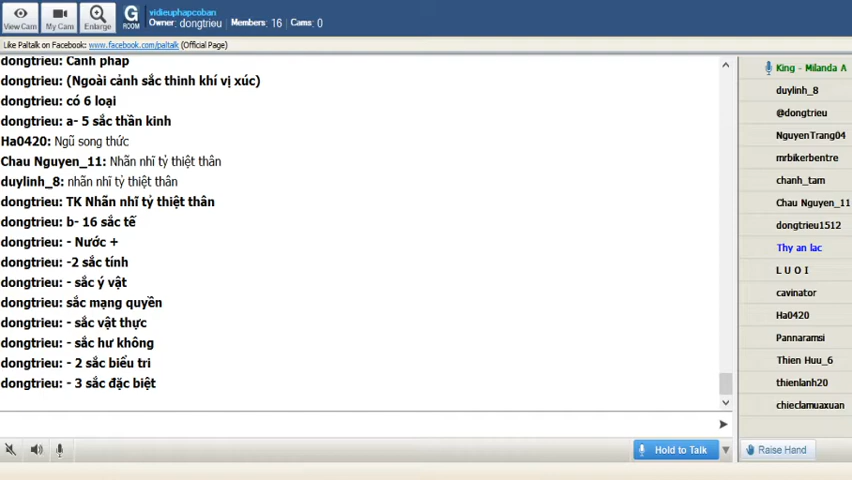 View Cam
My Cam
Enlarge
G
ROOM
vidieuphapcoban
Owner: dongtrieu Members: 16 Cams: 0
Like Paltalk on Facebook: www.facebook.com/paltalk (Official Page)
dongtrieu: Cảnh pháp
dongtrieu: (Ngoài cảnh sắc thinh khí vị xúc)
dongtrieu: có 6 loại
dongtrieu: a- 5 sắc thần kinh
Ha0420: Ngũ song thức
Chau Nguyen_11: Nhãn nhĩ tỷ thiệt thân
duylinh_8: nhãn nhĩ tỷ thiệt thân
dongtrieu: TK Nhãn nhĩ tỷ thiệt thân
dongtrieu: b- 16 sắc tế
dongtrieu: - Nước +
dongtrieu: -2 sắc tính
dongtrieu: - sắc ý vật
dongtrieu: sắc mạng quyền
dongtrieu: - sắc vật thực
dongtrieu: - sắc hư không
dongtrieu: - 2 sắc biểu tri
dongtrieu: - 3 sắc đặc biệt
King - Milanda A
duylinh_8
@dongtrieu
NguyenTrang04
mrbikerbentre
chanh_tam
Chau Nguyen_11
dongtrieu1512
Thy an lac
L U O I
cavinator
Ha0420
Pannaramsi
Thien Huu_6
thienlanh20
chieclamuaxuan
Hold to Talk
Raise Hand